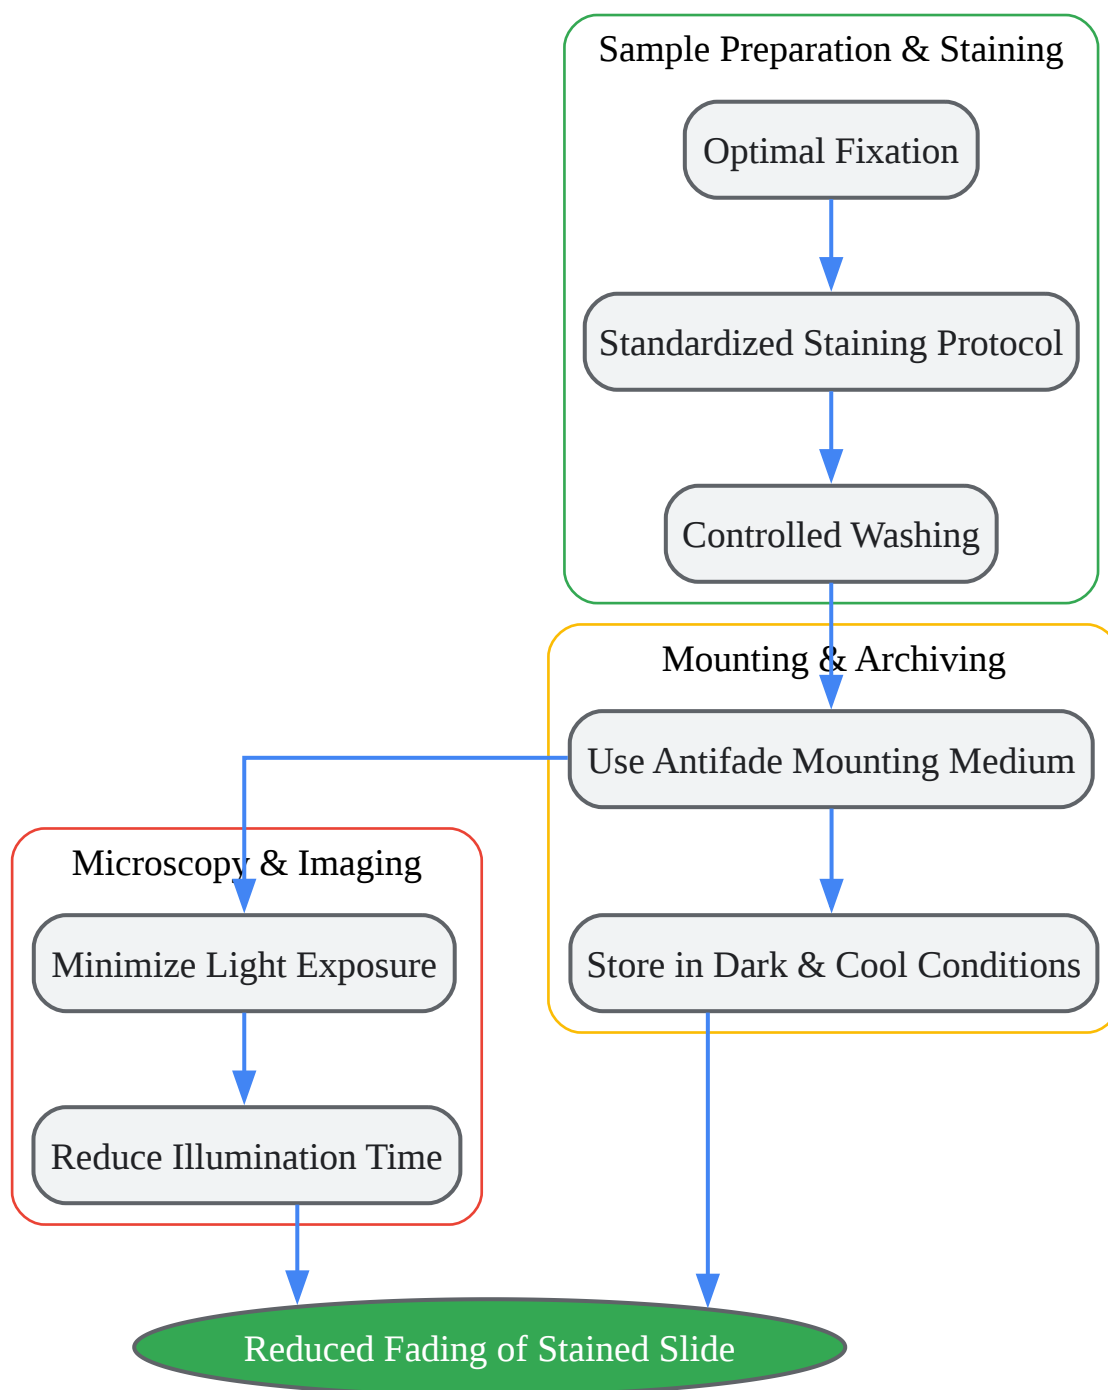 Sample Preparation & Staining
Optimal Fixation
Standardized Staining Protocol
Controlled Washing
Mounting & Archiving
Use Antifade Mounting Medium
Microscopy & Imaging
Minimize Light Exposure
Store in Dark & Cool Conditions
Reduce Illumination Time
Reduced Fading of Stained Slide